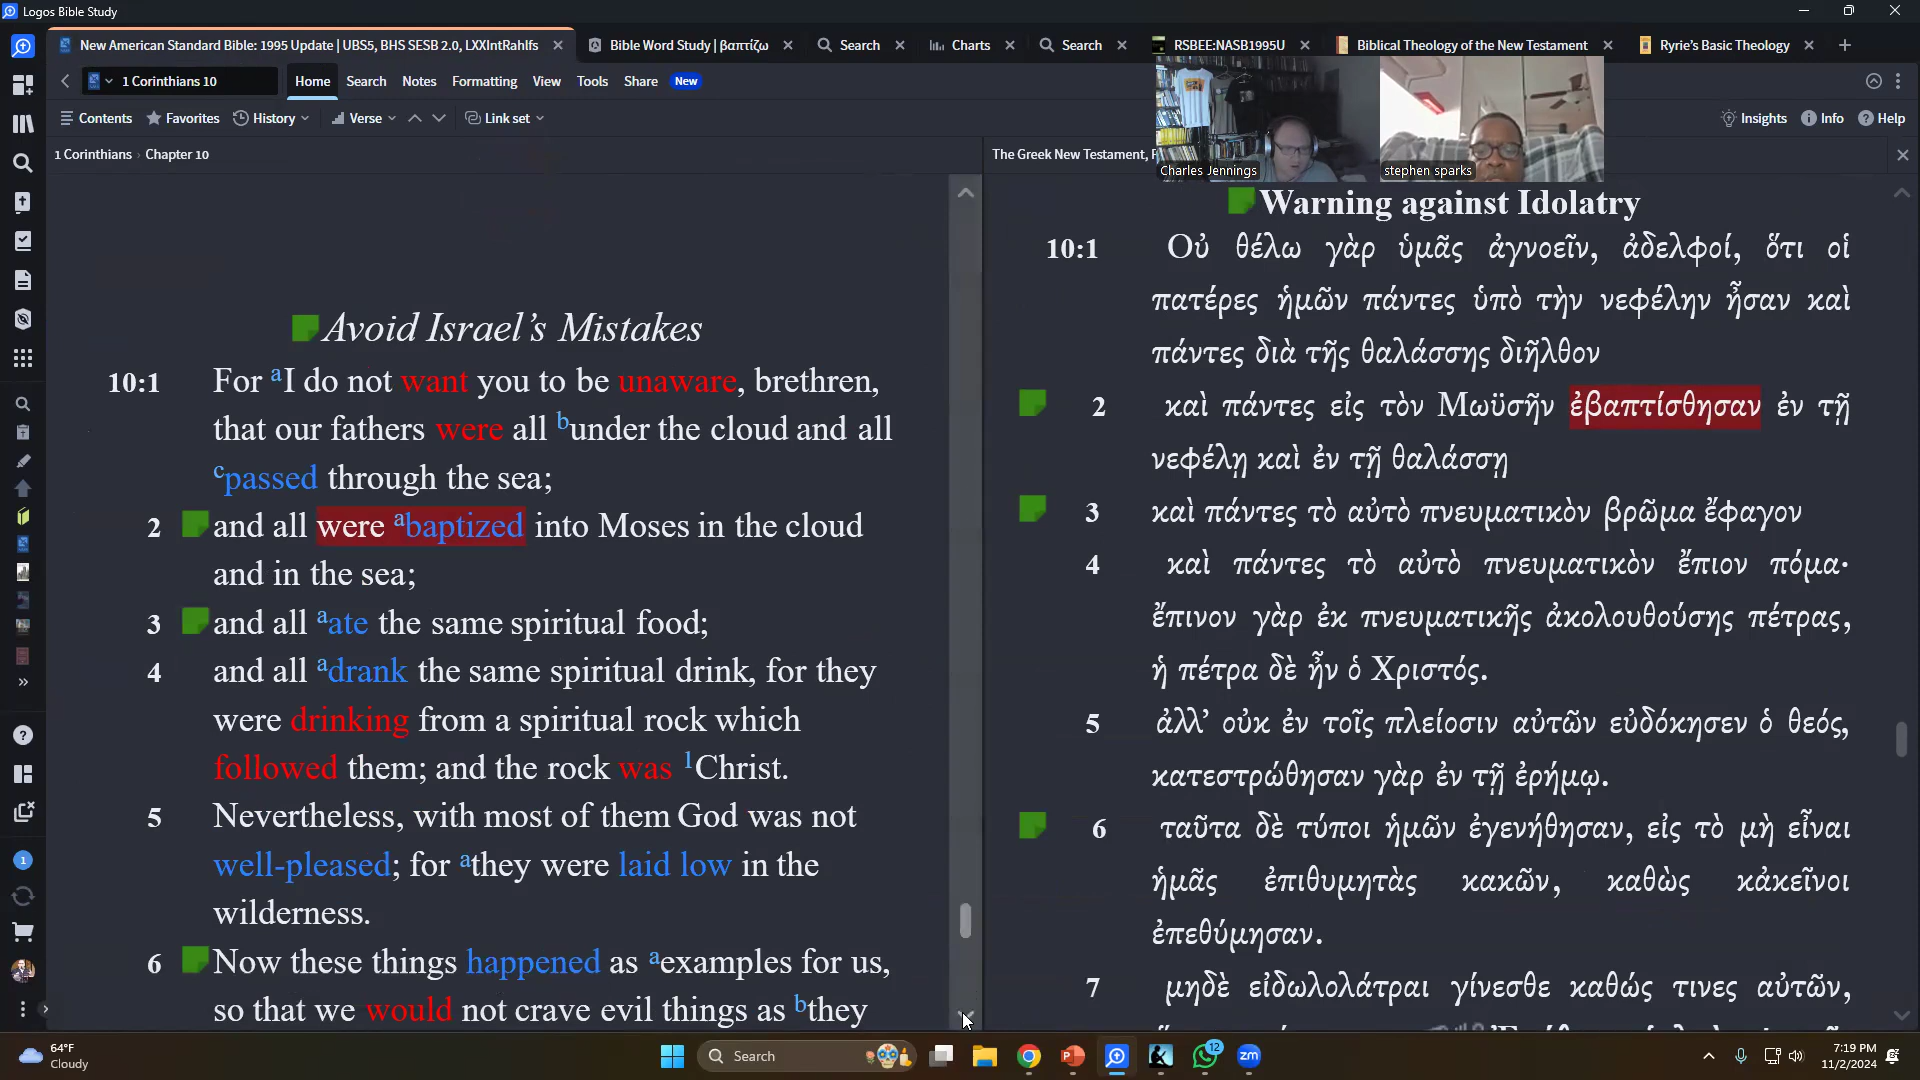 Logos Bible Study
New American Standard Bible: 1995 Update | UBS5, BHS SESB 2.0, LXXIntRahlfs
Bible Word Study | βαπτίζω
Search
Charts
Search
RSBEE:NASB1995U
Biblical Theology of the New Testament
Ryrie's Basic Theology
1 Corinthians 10
Home
Search
Notes
Formatting
View
Tools
Share
New
Contents
Favorites
History
Verse
Link set
Insights
Info
Help
1 Corinthians › Chapter 10
The Greek New Testament,
Charles Jennings
stephen sparks
Avoid Israel's Mistakes
10:1 For aI do not want you to be unaware, brethren,
that our fathers were all bunder the cloud and all
cpassed through the sea;
2 and all were abaptized into Moses in the cloud
and in the sea;
3 and all aate the same spiritual food;
4 and all adrank the same spiritual drink, for they
were drinking from a spiritual rock which
followed them; and the rock was 1Christ.
5 Nevertheless, with most of them God was not
well-pleased; for athey were laid low in the
wilderness.
6 Now these things happened as aexamples for us,
so that we would not crave evil things as bthey
Warning against Idolatry
10:1 Οὐ θέλω γὰρ ὑμᾶς ἀγνοεῖν, ἀδελφοί, ὅτι οἱ
πατέρες ἡμῶν πάντες ὑπὸ τὴν νεφέλην ἦσαν καὶ
πάντες διὰ τῆς θαλάσσης διῆλθον
2 καὶ πάντες εἰς τὸν Μωϋσῆν ἐβαπτίσθησαν ἐν τῇ
νεφέλῃ καὶ ἐν τῇ θαλάσσῃ
3 καὶ πάντες τὸ αὐτὸ πνευματικὸν βρῶμα ἔφαγον
4 καὶ πάντες τὸ αὐτὸ πνευματικὸν ἔπιον πόμα·
ἔπινον γὰρ ἐκ πνευματικῆς ἀκολουθούσης πέτρας,
ἡ πέτρα δὲ ἦν ὁ Χριστός.
5 ἀλλ' οὐκ ἐν τοῖς πλείοσιν αὐτῶν εὐδόκησεν ὁ θεός,
κατεστρώθησαν γὰρ ἐν τῇ ἐρήμῳ.
6 ταῦτα δὲ τύποι ἡμῶν ἐγενήθησαν, εἰς τὸ μὴ εἶναι
ἡμᾶς ἐπιθυμητὰς κακῶν, καθὼς κἀκεῖνοι
ἐπεθύμησαν.
7 μηδὲ εἰδωλολάτραι γίνεσθε καθώς τινες αὐτῶν,
1
64°F
Cloudy
Search
12
zm
7:19 PM
11/2/2024